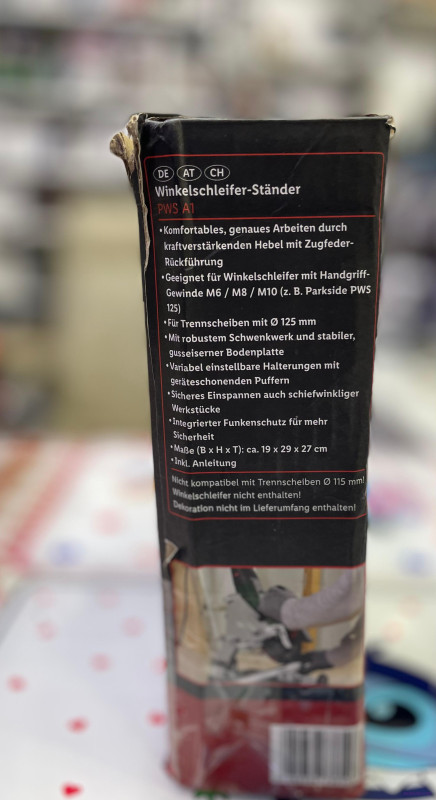 DE AT CH
Winkelschleifer-Ständer
PWS A1
• Komfortables, genaues Arbeiten durch
kraftverstärkenden Hebel mit Zugfeder-
Rückführung
• Geeignet für Winkelschleifer mit Handgriff-
Gewinde M6 / M8 / M10 (z. B. Parkside PWS
125)
• Für Trennscheiben mit Ø 125 mm
• Mit robustem Schwenkwerk und stabiler,
gusseiserner Bodenplatte
• Variabel einstellbare Halterungen mit
geräteschonenden Puffern
• Sicheres Einspannen auch schiefwinkliger
Werkstücke
• Integrierter Funkenschutz für mehr
Sicherheit
• Maße (B x H x T): ca. 19 x 29 x 27 cm
• Inkl. Anleitung
Nicht kompatibel mit Trennscheiben Ø 115 mm!
Winkelschleifer nicht enthalten!
Dekoration nicht im Lieferumfang enthalten!